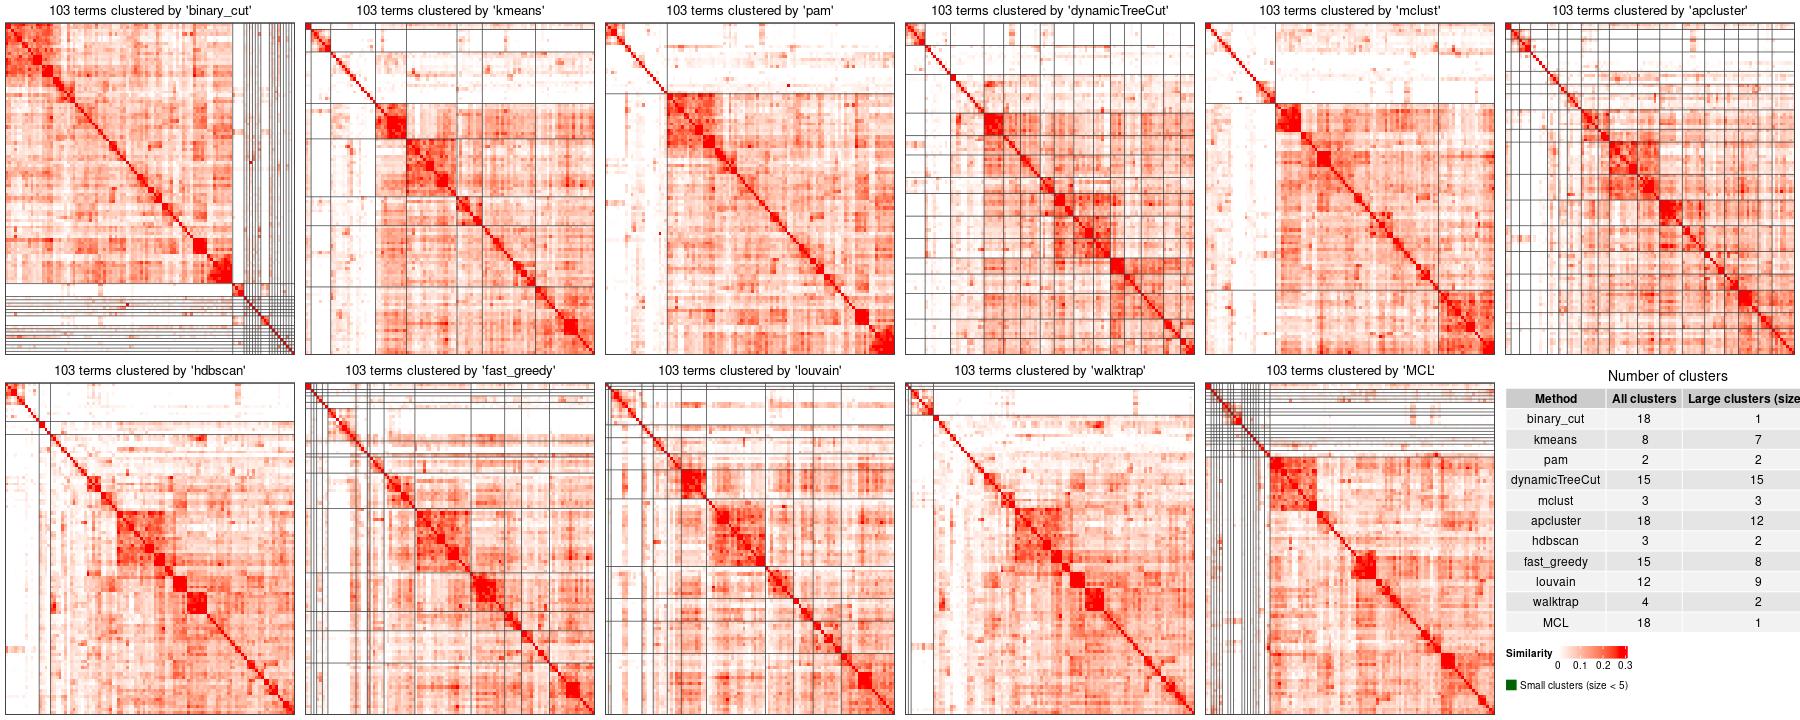 103 terms clustered by 'binary_cut'
103 terms clustered by 'kmeans'
103 terms clustered by 'pam'
103 terms clustered by 'dynamicTreeCut'
103 terms clustered by 'mclust'
103 terms clustered by 'apcluster'
103 terms clustered by 'hdbscan'
103 terms clustered by 'fast_greedy'
103 terms clustered by 'louvain'
103 terms clustered by 'walktrap'
103 terms clustered by 'MCL'
Number of clusters
Method All clusters Large clusters (size
binary_cut 18 1
kmeans 8 7
pam 2 2
dynamicTreeCut 15 15
mclust 3 3
apcluster 18 12
hdbscan 3 2
fast_greedy 15 8
louvain 12 9
walktrap 4 2
MCL 18 1
Similarity
0 0.1 0.2 0.3
Small clusters (size < 5)